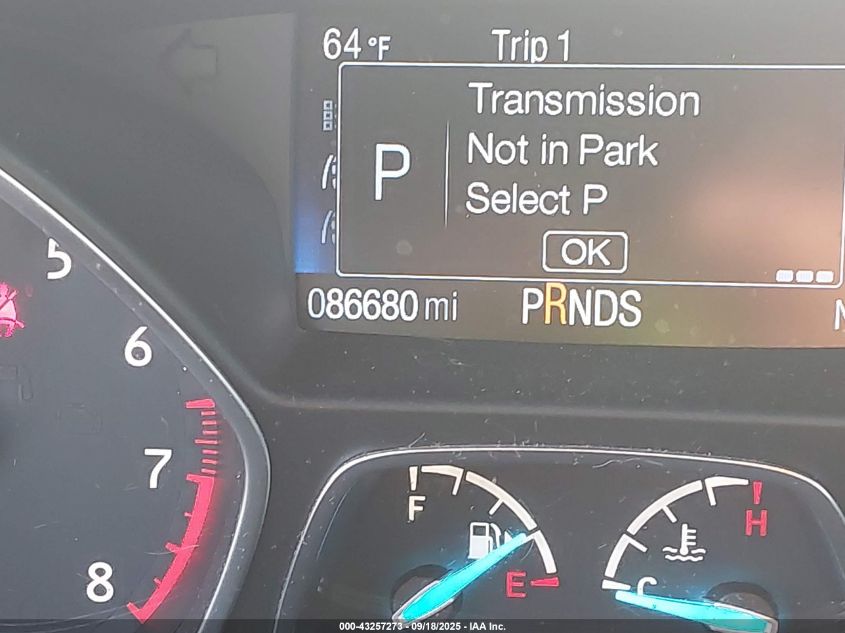 64 °F
Trip 1
P
Transmission
Not in Park
Select P
OK
086680 mi
PRNDS
5
6
7
8
F
E
H
C
000-43257273 - 09/18/2025 - IAA Inc.